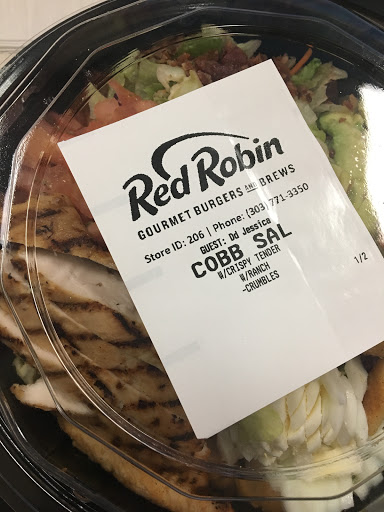 Red Robin
GOURMET BURGERS AND BREWS
Store ID: 206 | Phone: (303) 771-3350
GUEST: Dd Jessica
COBB SAL
W/CRISPY TENDER
W/RANCH
-CRUMBLES
1/2